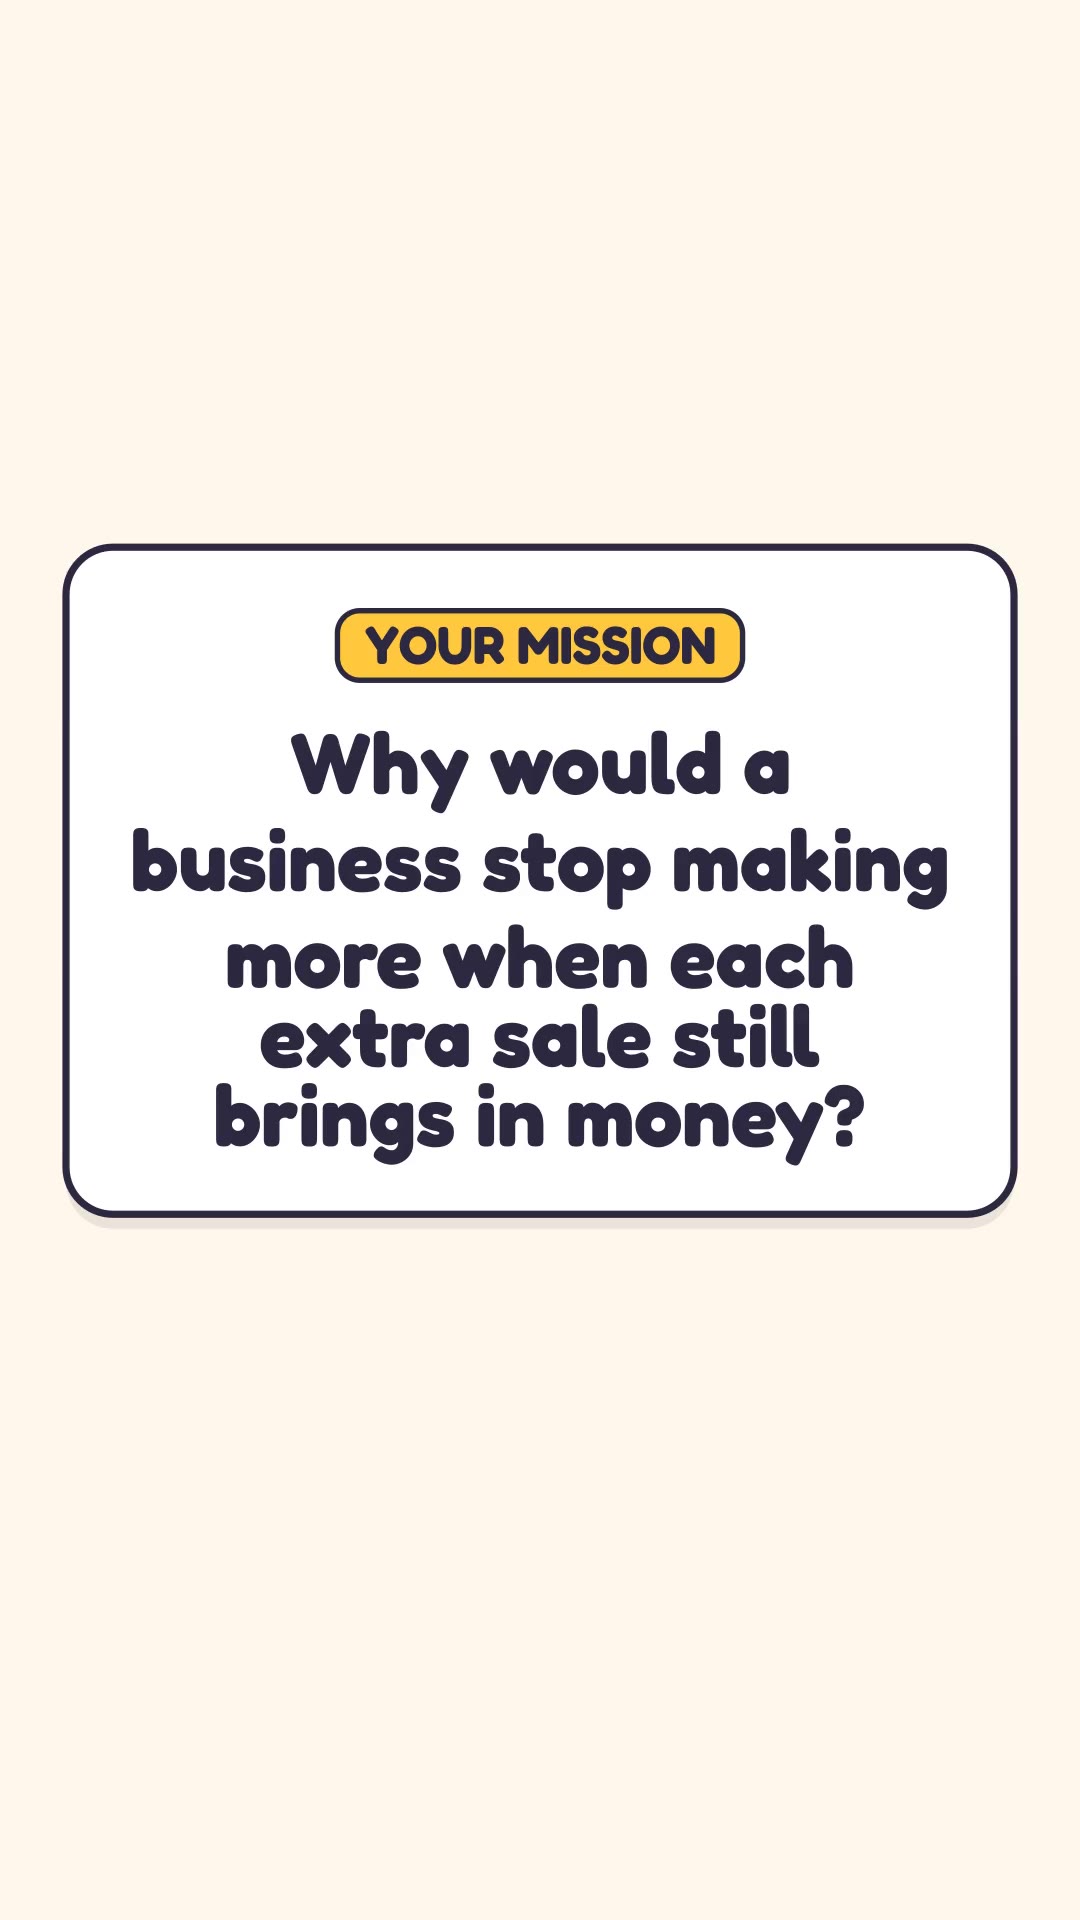 YOUR MISSION
Why would a
business stop making
more when each
extra sale still
brings in money?